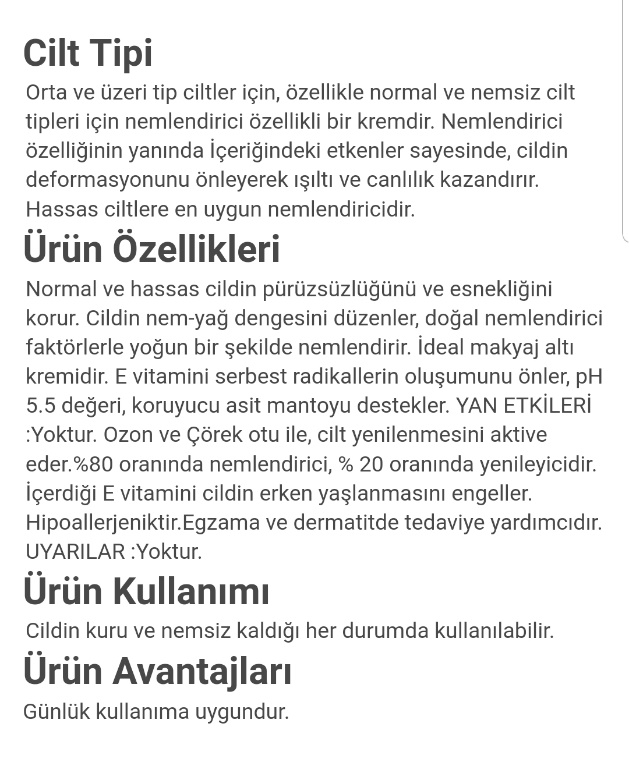 Cilt Tipi
Orta ve üzeri tip ciltler için, özellikle normal ve nemsiz cilt
tipleri için nemlendirici özellikli bir kremdir. Nemlendirici
özelliğinin yanında İçeriğindeki etkenler sayesinde, cildin
deformasyonunu önleyerek ışıltı ve canlılık kazandırır.
Hassas ciltlere en uygun nemlendiricidir.
Ürün Özellikleri
Normal ve hassas cildin pürüzsüzlüğünü ve esnekliğini
korur. Cildin nem-yağ dengesini düzenler, doğal nemlendirici
faktörlerle yoğun bir şekilde nemlendirir. İdeal makyaj altı
kremidir. E vitamini serbest radikallerin oluşumunu önler, pH
5.5 değeri, koruyucu asit mantoyu destekler. YAN ETKİLERİ
:Yoktur. Ozon ve Çörek otu ile, cilt yenilenmesini aktive
eder.%80 oranında nemlendirici, % 20 oranında yenileyicidir.
İçerdiği E vitamini cildin erken yaşlanmasını engeller.
Hipoallerjeniktir.Egzama ve dermatitde tedaviye yardımcıdır.
UYARILAR :Yoktur.
Ürün Kullanımı
Cildin kuru ve nemsiz kaldığı her durumda kullanılabilir.
Ürün Avantajları
Günlük kullanıma uygundur.